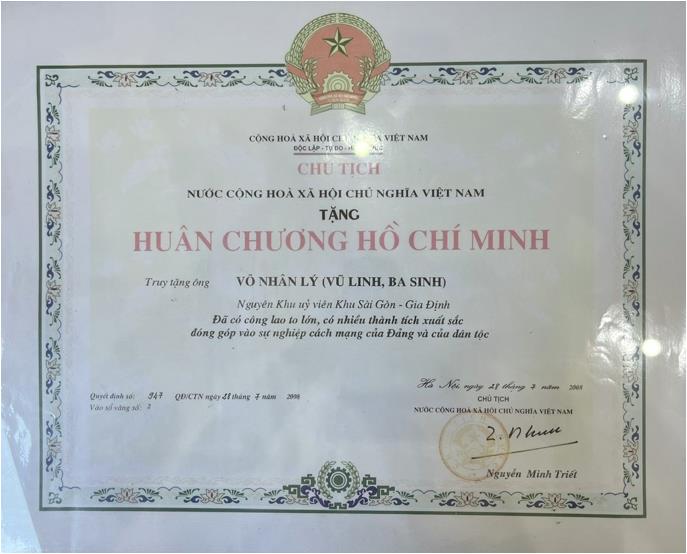 CỘNG HOÀ XÃ HỘI CHỦ NGHĨA VIỆT NAM
ĐỘC LẬP - TỰ DO - HẠNH PHÚC
CHỦ TỊCH
NƯỚC CỘNG HOÀ XÃ HỘI CHỦ NGHĨA VIỆT NAM
TẶNG
HUÂN CHƯƠNG HỒ CHÍ MINH
Truy tặng ông VÕ NHÂN LÝ (VŨ LINH, BA SINH)
Nguyên Khu uỷ viên Khu Sài Gòn - Gia Định
Đã có công lao to lớn, có nhiều thành tích xuất sắc
đóng góp vào sự nghiệp cách mạng của Đảng và của dân tộc
Quyết định số: 947 QĐ/CTN ngày 28 tháng 7 năm 2008
Vào sổ vàng số: 2
Hà Nội, ngày 28 tháng 7 năm 2008
CHỦ TỊCH
NƯỚC CỘNG HOÀ XÃ HỘI CHỦ NGHĨA VIỆT NAM
Nguyễn Minh Triết